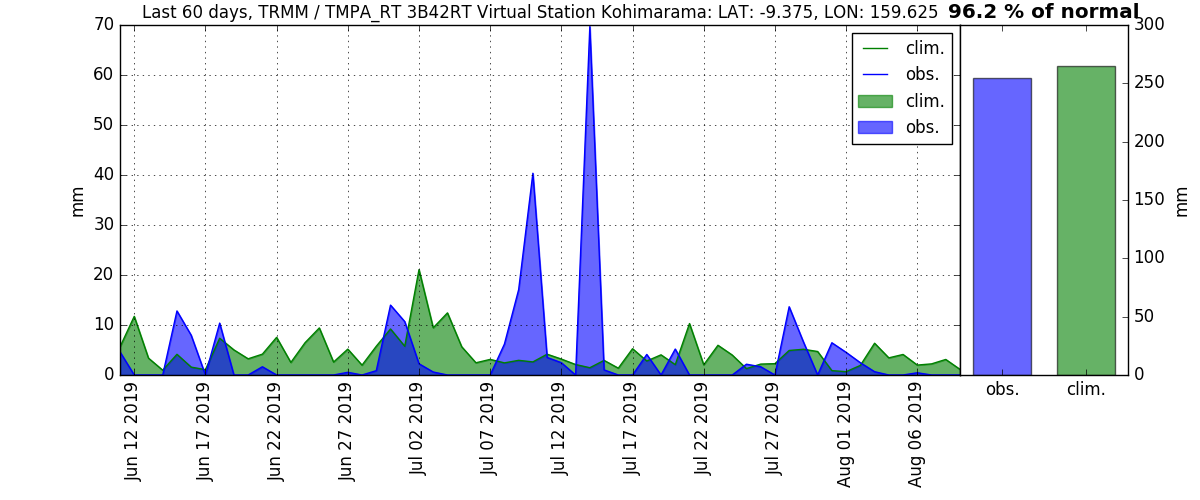 Last 60 days, TRMM / TMPA_RT 3B42RT Virtual Station Kohimarama: LAT: -9.375, LON: 159.625 96.2 % of normal
70
60
50
40
30
20
10
0
mm
clim.
obs.
clim.
obs.
Jun 12 2019
Jun 17 2019
Jun 22 2019
Jun 27 2019
Jul 02 2019
Jul 07 2019
Jul 12 2019
Jul 17 2019
Jul 22 2019
Jul 27 2019
Aug 01 2019
Aug 06 2019
300
250
200
150
100
50
0
mm
obs. clim.